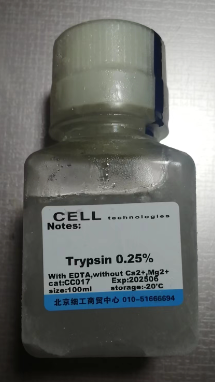 CELL technologies
Notes:
Trypsin 0.25%
With EDTA,without Ca2+,Mg2+
cat:CC017 Exp:202506
size:100ml storage:-20℃
北京细工商贸中心 010-51666694